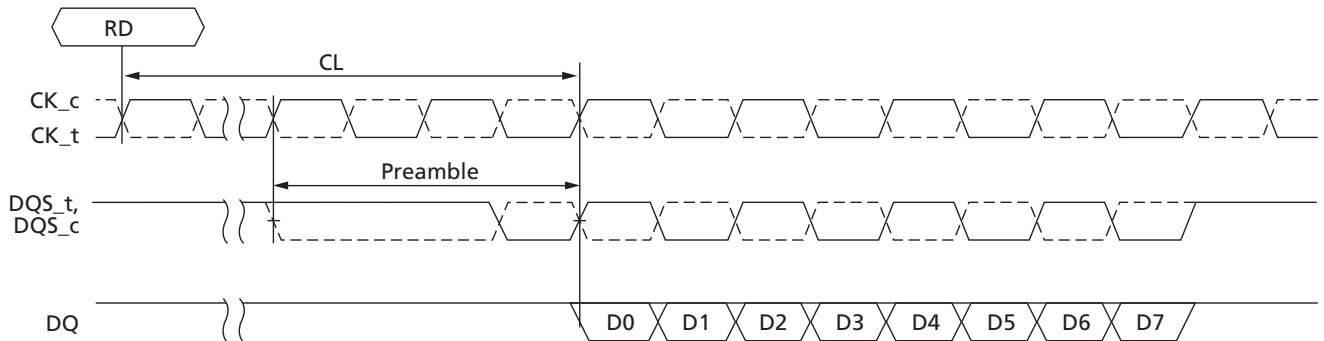 RD
CL
CK_c
CK_t
Preamble
DQS_t,
DQS_c
DQ
D0 D1 D2 D3 D4 D5 D6 D7